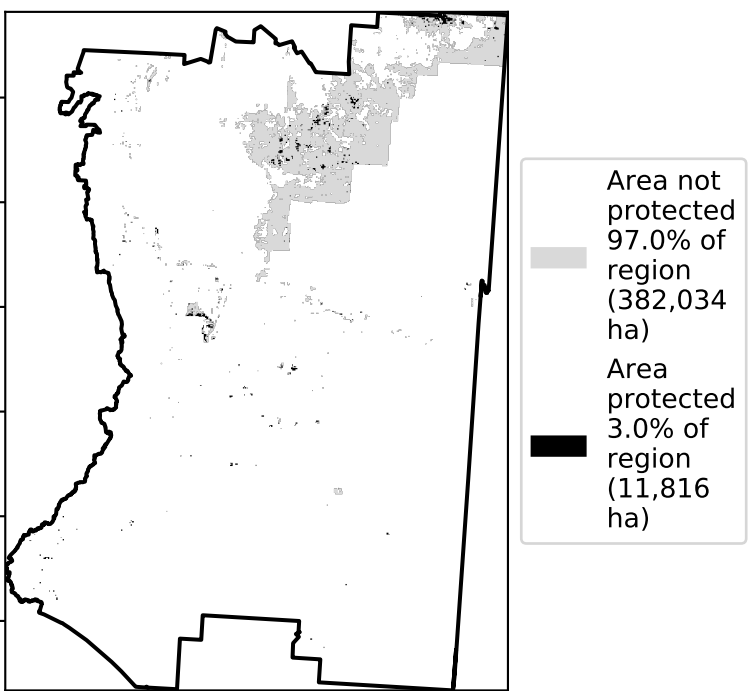 Area not
protected
97.0% of
region
(382,034
ha)
Area
protected
3.0% of
region
(11,816
ha)